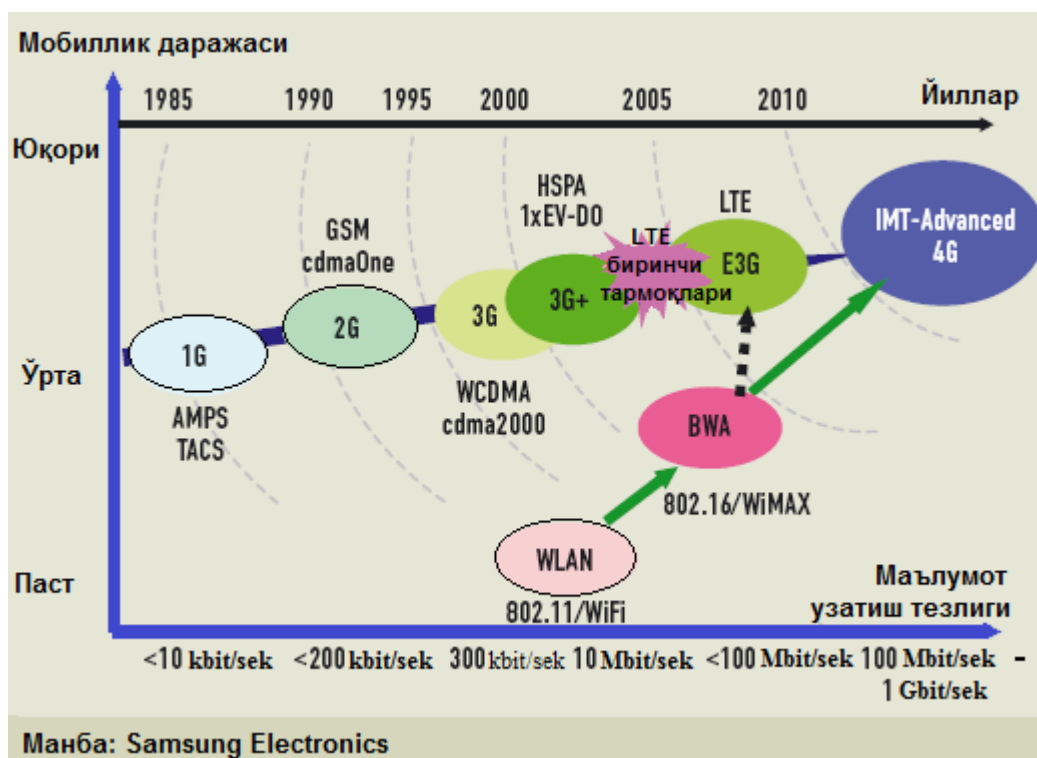 Мобиллик даражаси
1985 1990 1995 2000 2005 2010 Йиллар
Юқори
HSPA
1xEV-DO
LTE
GSM
cdmaOne
LTE
биринчи
тармоқлари
IMT-Advanced
4G
1G
2G
3G
3G+
E3G
Ўрта
AMPS
TACS
WCDMA
cdma2000
BWA
802.16/WiMAX
WLAN
802.11/WiFi
Паст
Маълумот
узатиш тезлиги
<10 kbit/sek <200 kbit/sek 300 kbit/sek 10 Mbit/sek <100 Mbit/sek 100 Mbit/sek –
1 Gbit/sek
Манба: Samsung Electronics